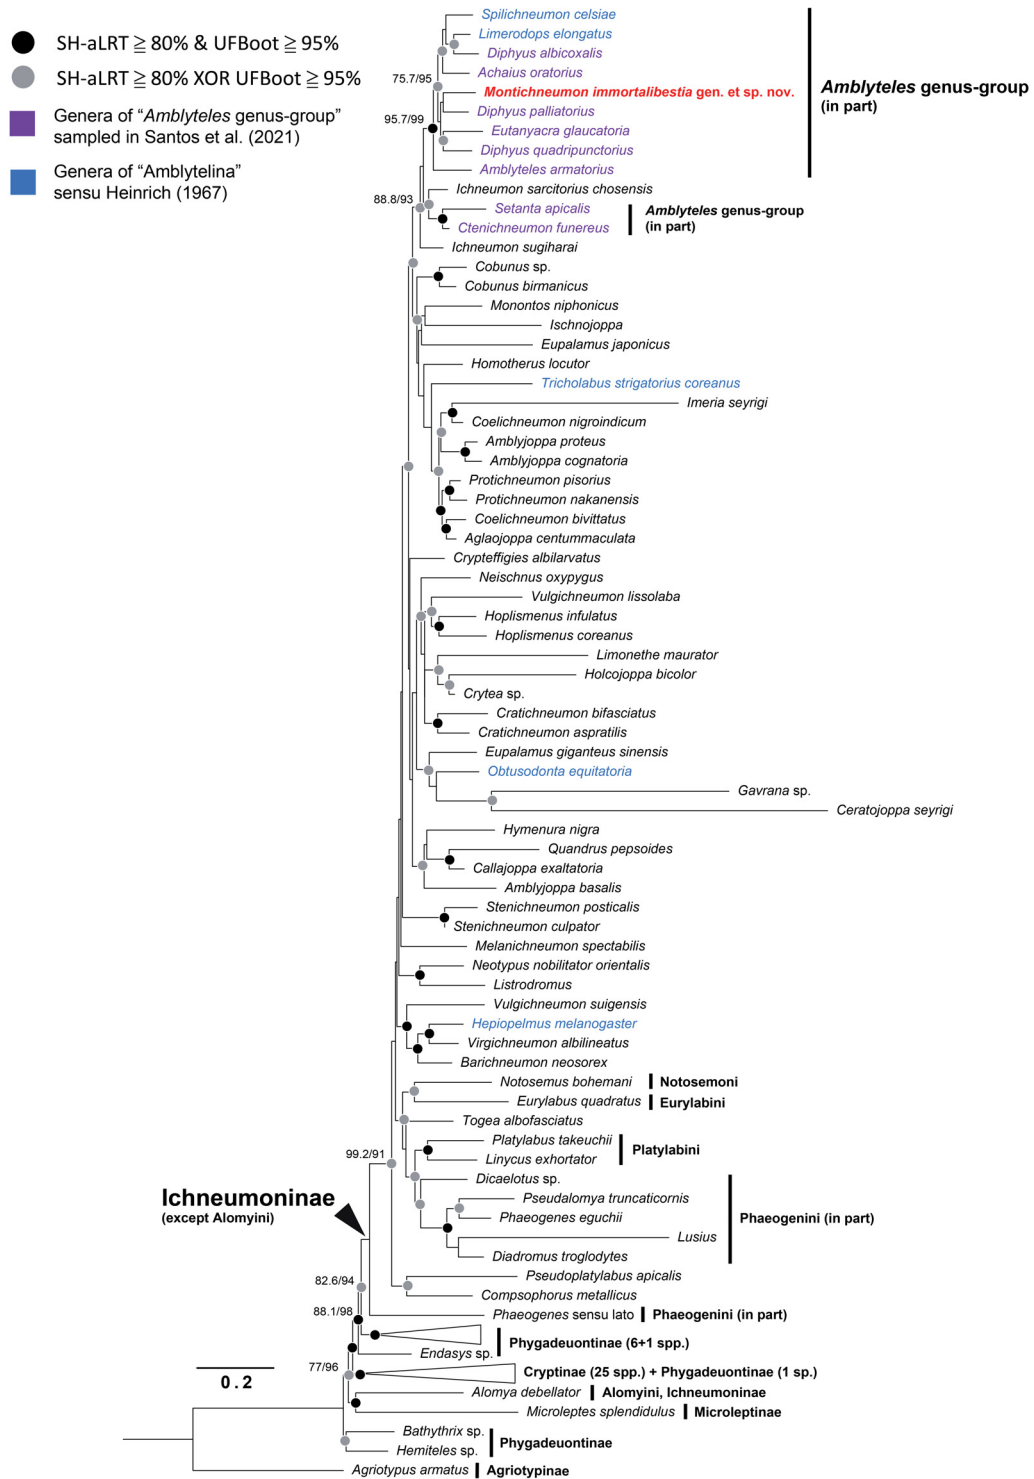 SH-aLRT ≧ 80% & UFBoot ≧ 95%
SH-aLRT ≧ 80% XOR UFBoot ≧ 95%
Genera of “Amblyteles genus-group”
sampled in Santos et al. (2021)
Genera of “Amblytelina”
sensu Heinrich (1967)
Spilichneumon celsiae
Limerodops elongatus
Diphyus albicoxalis
Achaius oratorius
75.7/95
Montichneumon immortalibestia gen. et sp. nov.
Amblyteles genus-group
(in part)
Diphyus palliatorius
95.7/99
Eutanyacra glaucatoria
Diphyus quadripunctorius
Amblyteles armatorius
Ichneumon sarcitorius chosensis
88.8/93
Setanta apicalis
Amblyteles genus-group
(in part)
Ctenichneumon funereus
Ichneumon sugiharai
Cobunus sp.
Cobunus birmanicus
Monontos niphonicus
Ischnojoppa
Eupalamus japonicus
Homotherus locutor
Tricholabus strigatorius coreanus
Imeria seyrigi
Coelichneumon nigroindicum
Amblyjoppa proteus
Amblyjoppa cognatoria
Protichneumon pisorius
Protichneumon nakanensis
Coelichneumon bivittatus
Aglaojoppa centummaculata
Crypteffigies albilarvatus
Neischnus oxypygus
Vulgichneumon lissolaba
Hoplismenus infulatus
Hoplismenus coreanus
Limonethe maurator
Holcojoppa bicolor
Crytea sp.
Cratichneumon bifasciatus
Cratichneumon aspratilis
Eupalamus giganteus sinensis
Obtusodonta equitatoria
Gavrana sp.
Ceratojoppa seyrigi
Hymenura nigra
Quandrus pepsoides
Callajoppa exaltatoria
Amblyjoppa basalis
Stenichneumon posticalis
Stenichneumon culpator
Melanichneumon spectabilis
Neotypus nobilitator orientalis
Listrodromus
Vulgichneumon suigensis
Hepiopelmus melanogaster
Virgichneumon albilineatus
Barichneumon neosorex
Notosemus bohemani Notosemoni
Eurylabus quadratus Eurylabini
Togea albofasciatus
Platylabus takeuchii
Platylabini
99.2/91
Linycus exhortator
Dicaelotus sp.
Ichneumoninae
(except Alomyini)
Pseudalomya truncaticornis
Phaeogenes eguchii
Phaeogenini (in part)
Lusius
Diadromus troglodytes
Pseudoplatylabus apicalis
82.6/94
Compsophorus metallicus
88.1/98
Phaeogenes sensu lato Phaeogenini (in part)
Phygadeuontinae (6+1 spp.)
Endasys sp.
77/96
Cryptinae (25 spp.) + Phygadeuontinae (1 sp.)
0.2
Alomya debellator Alomyini, Ichneumoninae
Microleptes splendidulus Microleptinae
Bathythrix sp.
Phygadeuontinae
Hemiteles sp.
Agriotypus armatus Agriotypinae